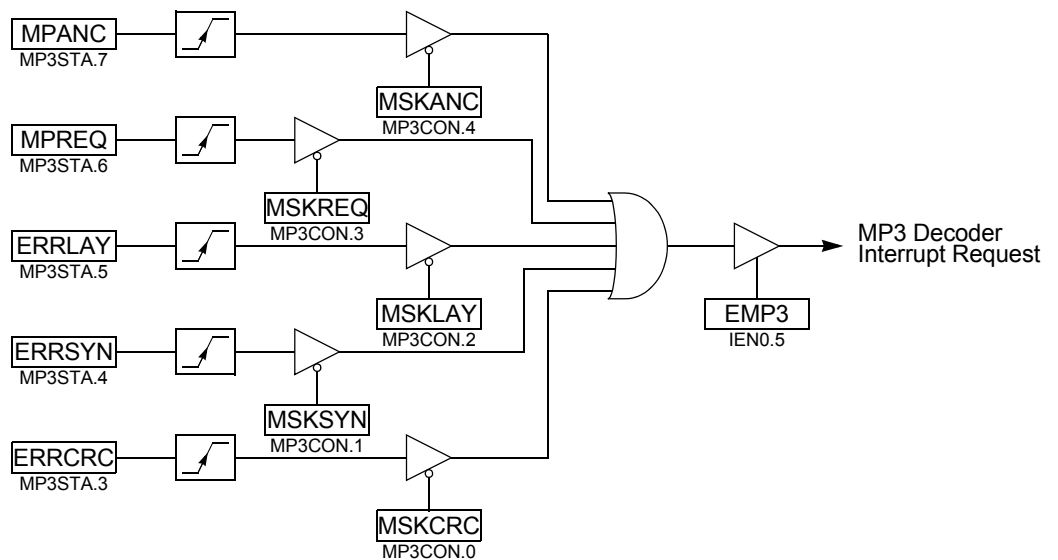 MPANC
MP3STA.7
MSKANC
MP3CON.4
MPREQ
MP3STA.6
MSKREQ
MP3CON.3
ERRLAY
MP3STA.5
MSKLAY
MP3CON.2
ERRSYN
MP3STA.4
MSKSYN
MP3CON.1
ERRCRC
MP3STA.3
MSKCRC
MP3CON.0
MP3 Decoder
Interrupt Request
EMP3
IEN0.5